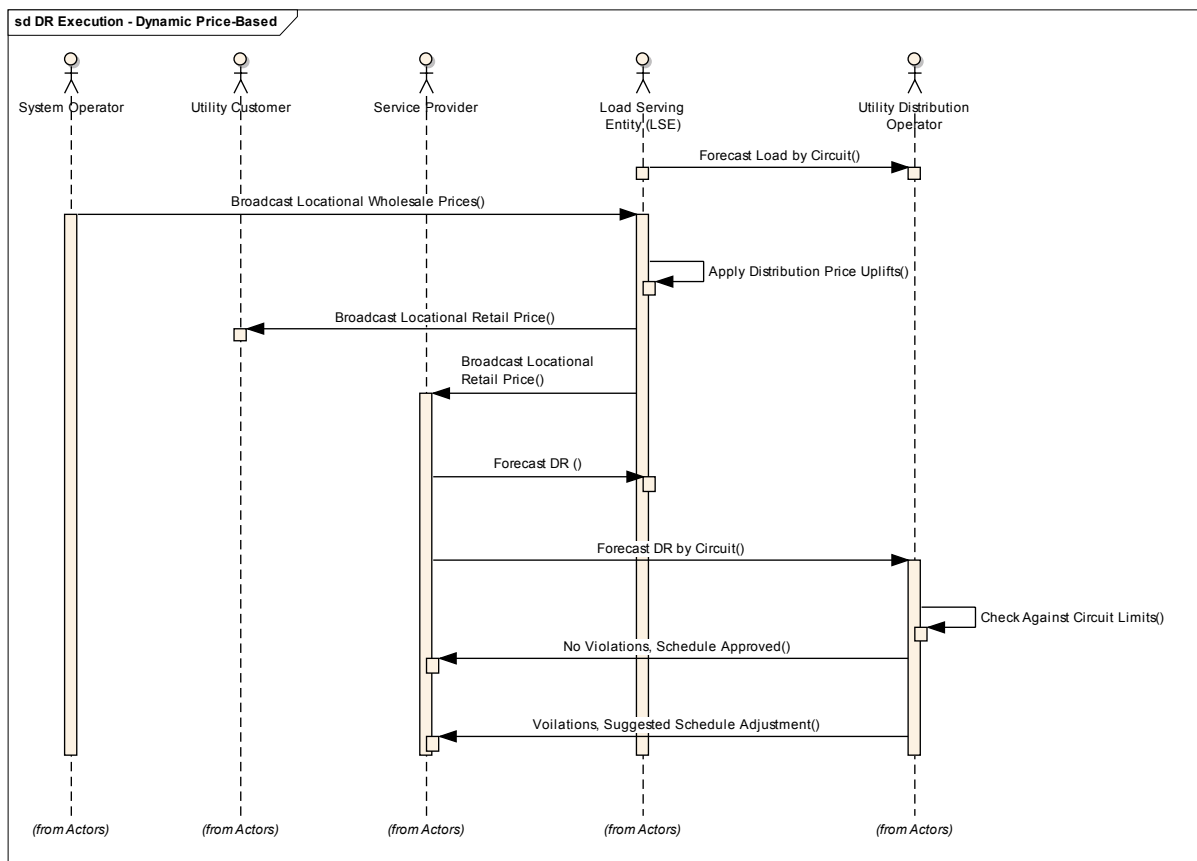 sd DR Execution - Dynamic Price-Based
System Operator
Utility Customer
Service Provider
Load Serving
Entity (LSE)
Utility Distribution
Operator
Forecast Load by Circuit()
Broadcast Locational Wholesale Prices()
Apply Distribution Price Uplifts()
Broadcast Locational Retail Price()
Broadcast Locational
Retail Price()
Forecast DR ()
Forecast DR by Circuit()
Check Against Circuit Limits()
No Violations, Schedule Approved()
Voilations, Suggested Schedule Adjustment()
(from Actors)
(from Actors)
(from Actors)
(from Actors)
(from Actors)